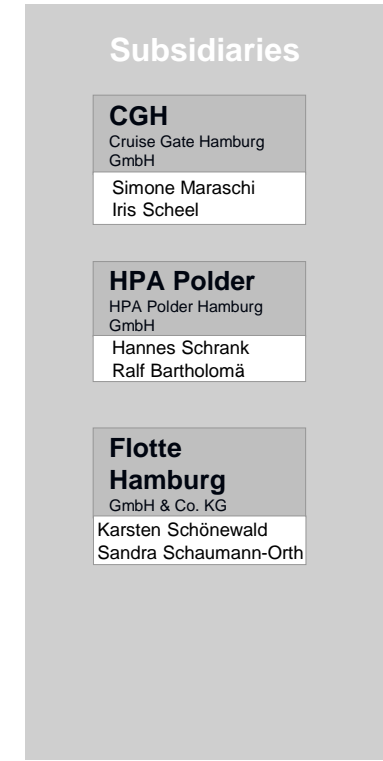 Subsidiaries
CGH
Cruise Gate Hamburg
GmbH
Simone Maraschi
Iris Scheel
HPA Polder
HPA Polder Hamburg
GmbH
Hannes Schrank
Ralf Bartholomä
Flotte
Hamburg
GmbH & Co. KG
Karsten Schönewald
Sandra Schaumann-Orth